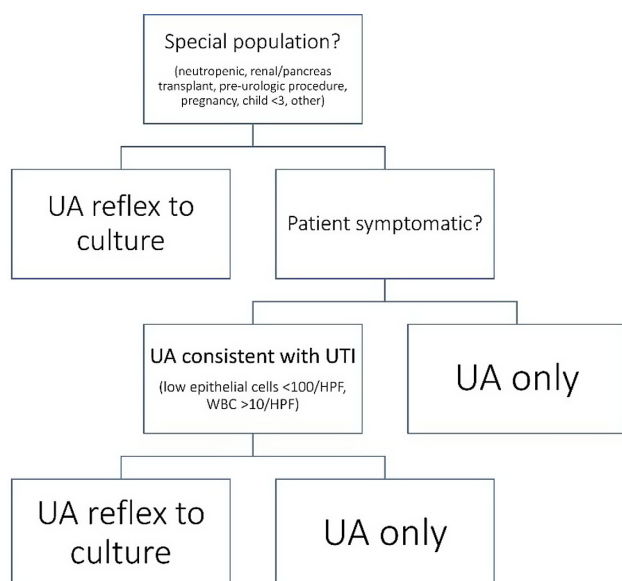 Special population?
(neutropenic, renal/pancreas
transplant, pre-urologic procedure,
pregnancy, child <3, other)
UA reflex to
culture
Patient symptomatic?
UA consistent with UTI
(low epithelial cells <100/HPF,
WBC >10/HPF)
UA only
UA reflex to
culture
UA only